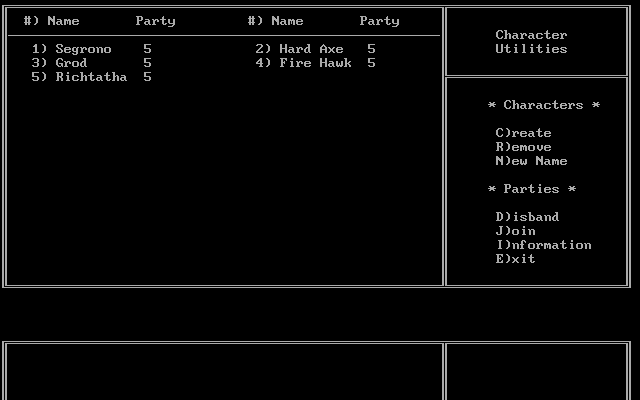 #) Name Party #) Name Party
1) Segrono 5 2) Hard Axe 5
3) Grod 5 4) Fire Hawk 5
5) Richtatha 5
Character
Utilities
* Characters *
C)reate
R)emove
N)ew Name
* Parties *
D)isband
J)oin
I)nformation
E)xit